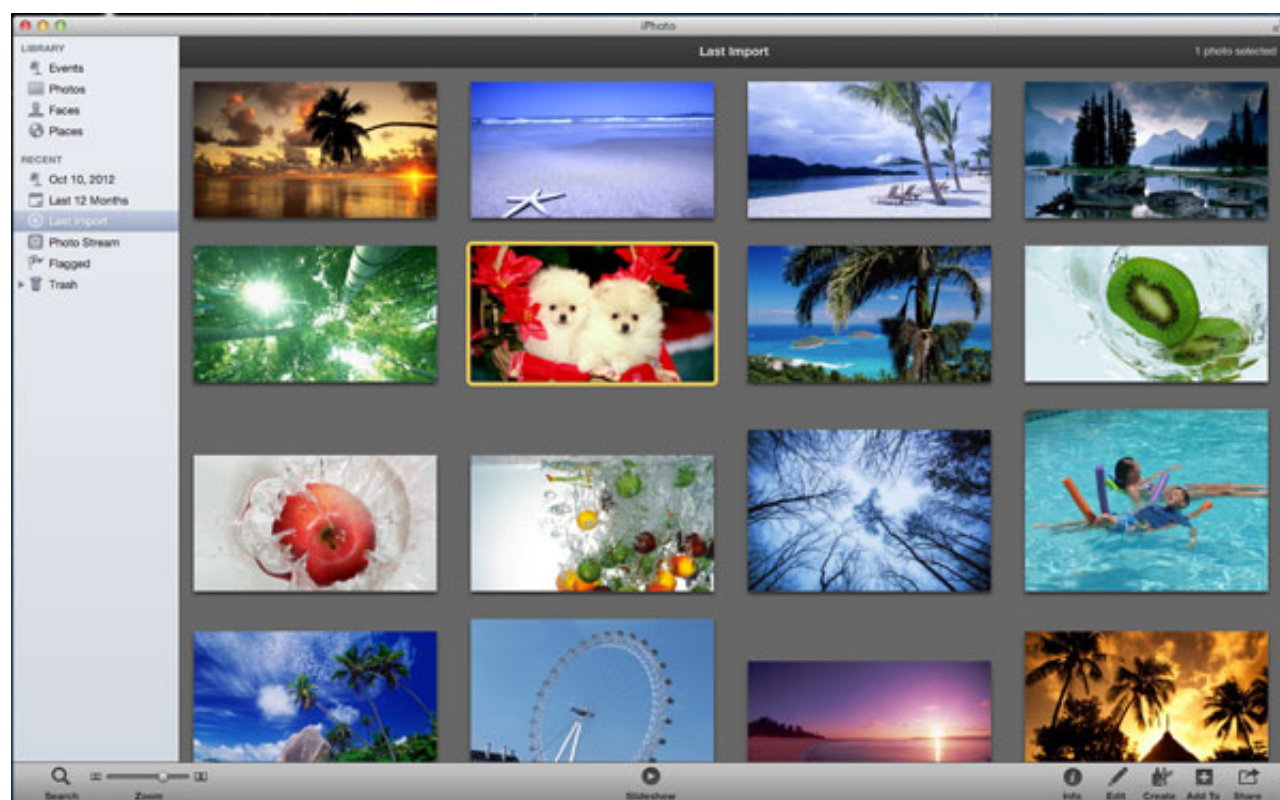 iPhoto
LIBRARY
Events
Photos
Faces
Places
RECENT
Oct 10, 2012
Last 12 Months
Last Import
Photo Stream
Flagged
Trash
Last Import
1 photo selected
Search
Zoom
Slideshow
Info
Edit
Create
Add To
Share